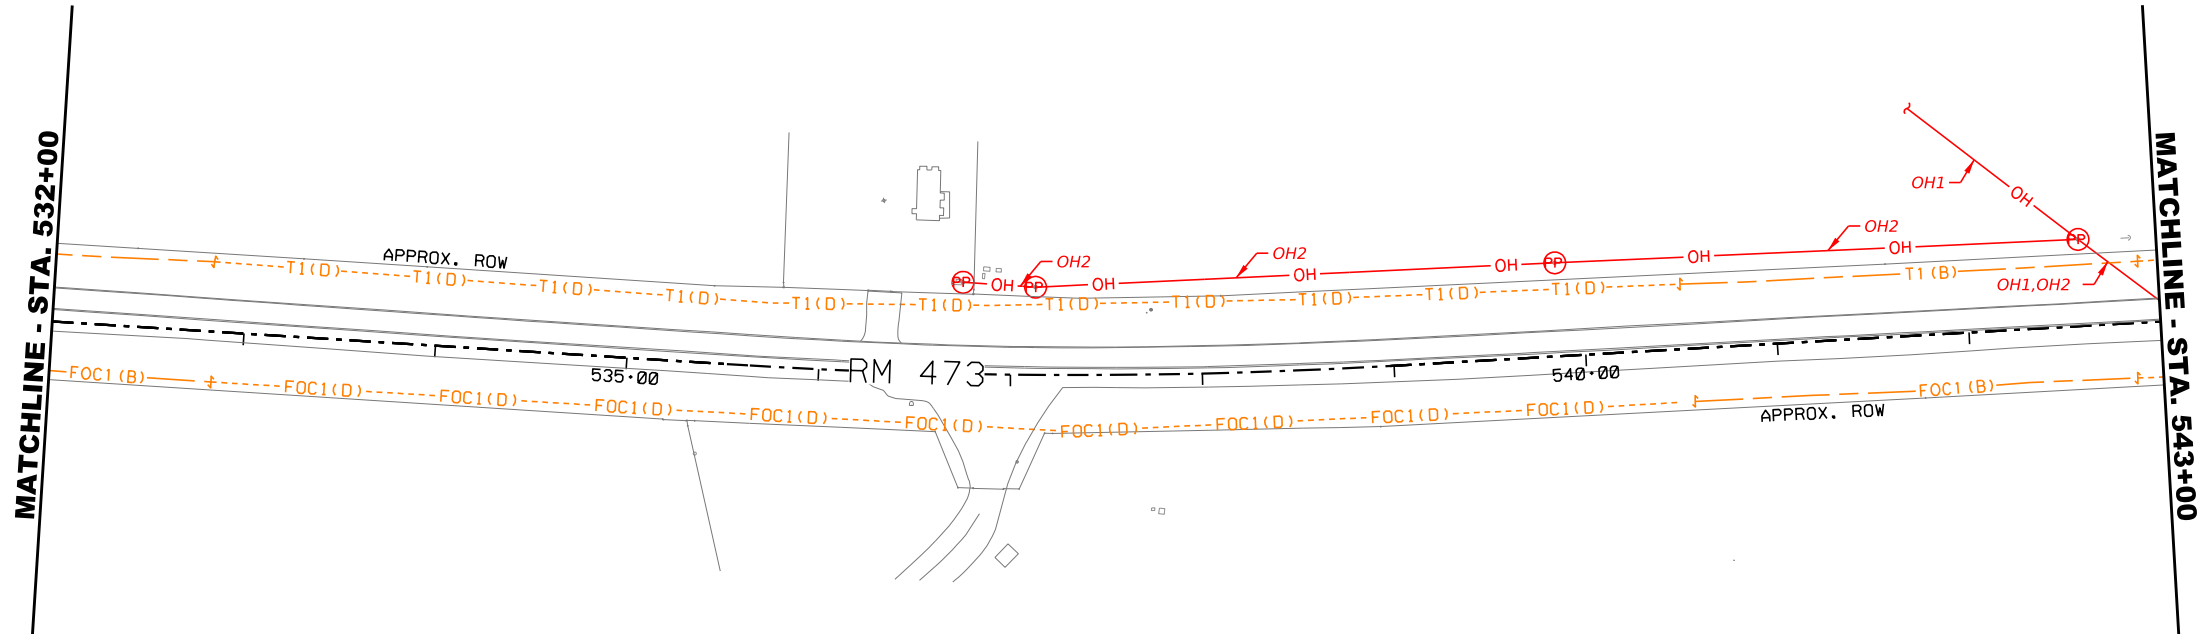 MATCHLINE - STA. 532+00
MATCHLINE - STA. 543+00
OH1
OH
OH2
OH2
OH2
APPROX. ROW
PP
OH
PP
OH
OH
OH
PP
OH
OH
PP
OH1,OH2
T1(D)
T1(D)
T1(D)
T1(D)
T1(D)
T1(D)
T1(D)
T1(D)
T1(D)
T1(D)
T1(D)
T1(B)
RM 473
535+00
540+00
FOC1(B)
FOC1(D)
FOC1(D)
FOC1(D)
FOC1(D)
FOC1(D)
FOC1(D)
FOC1(D)
FOC1(D)
FOC1(D)
FOC1(B)
APPROX. ROW